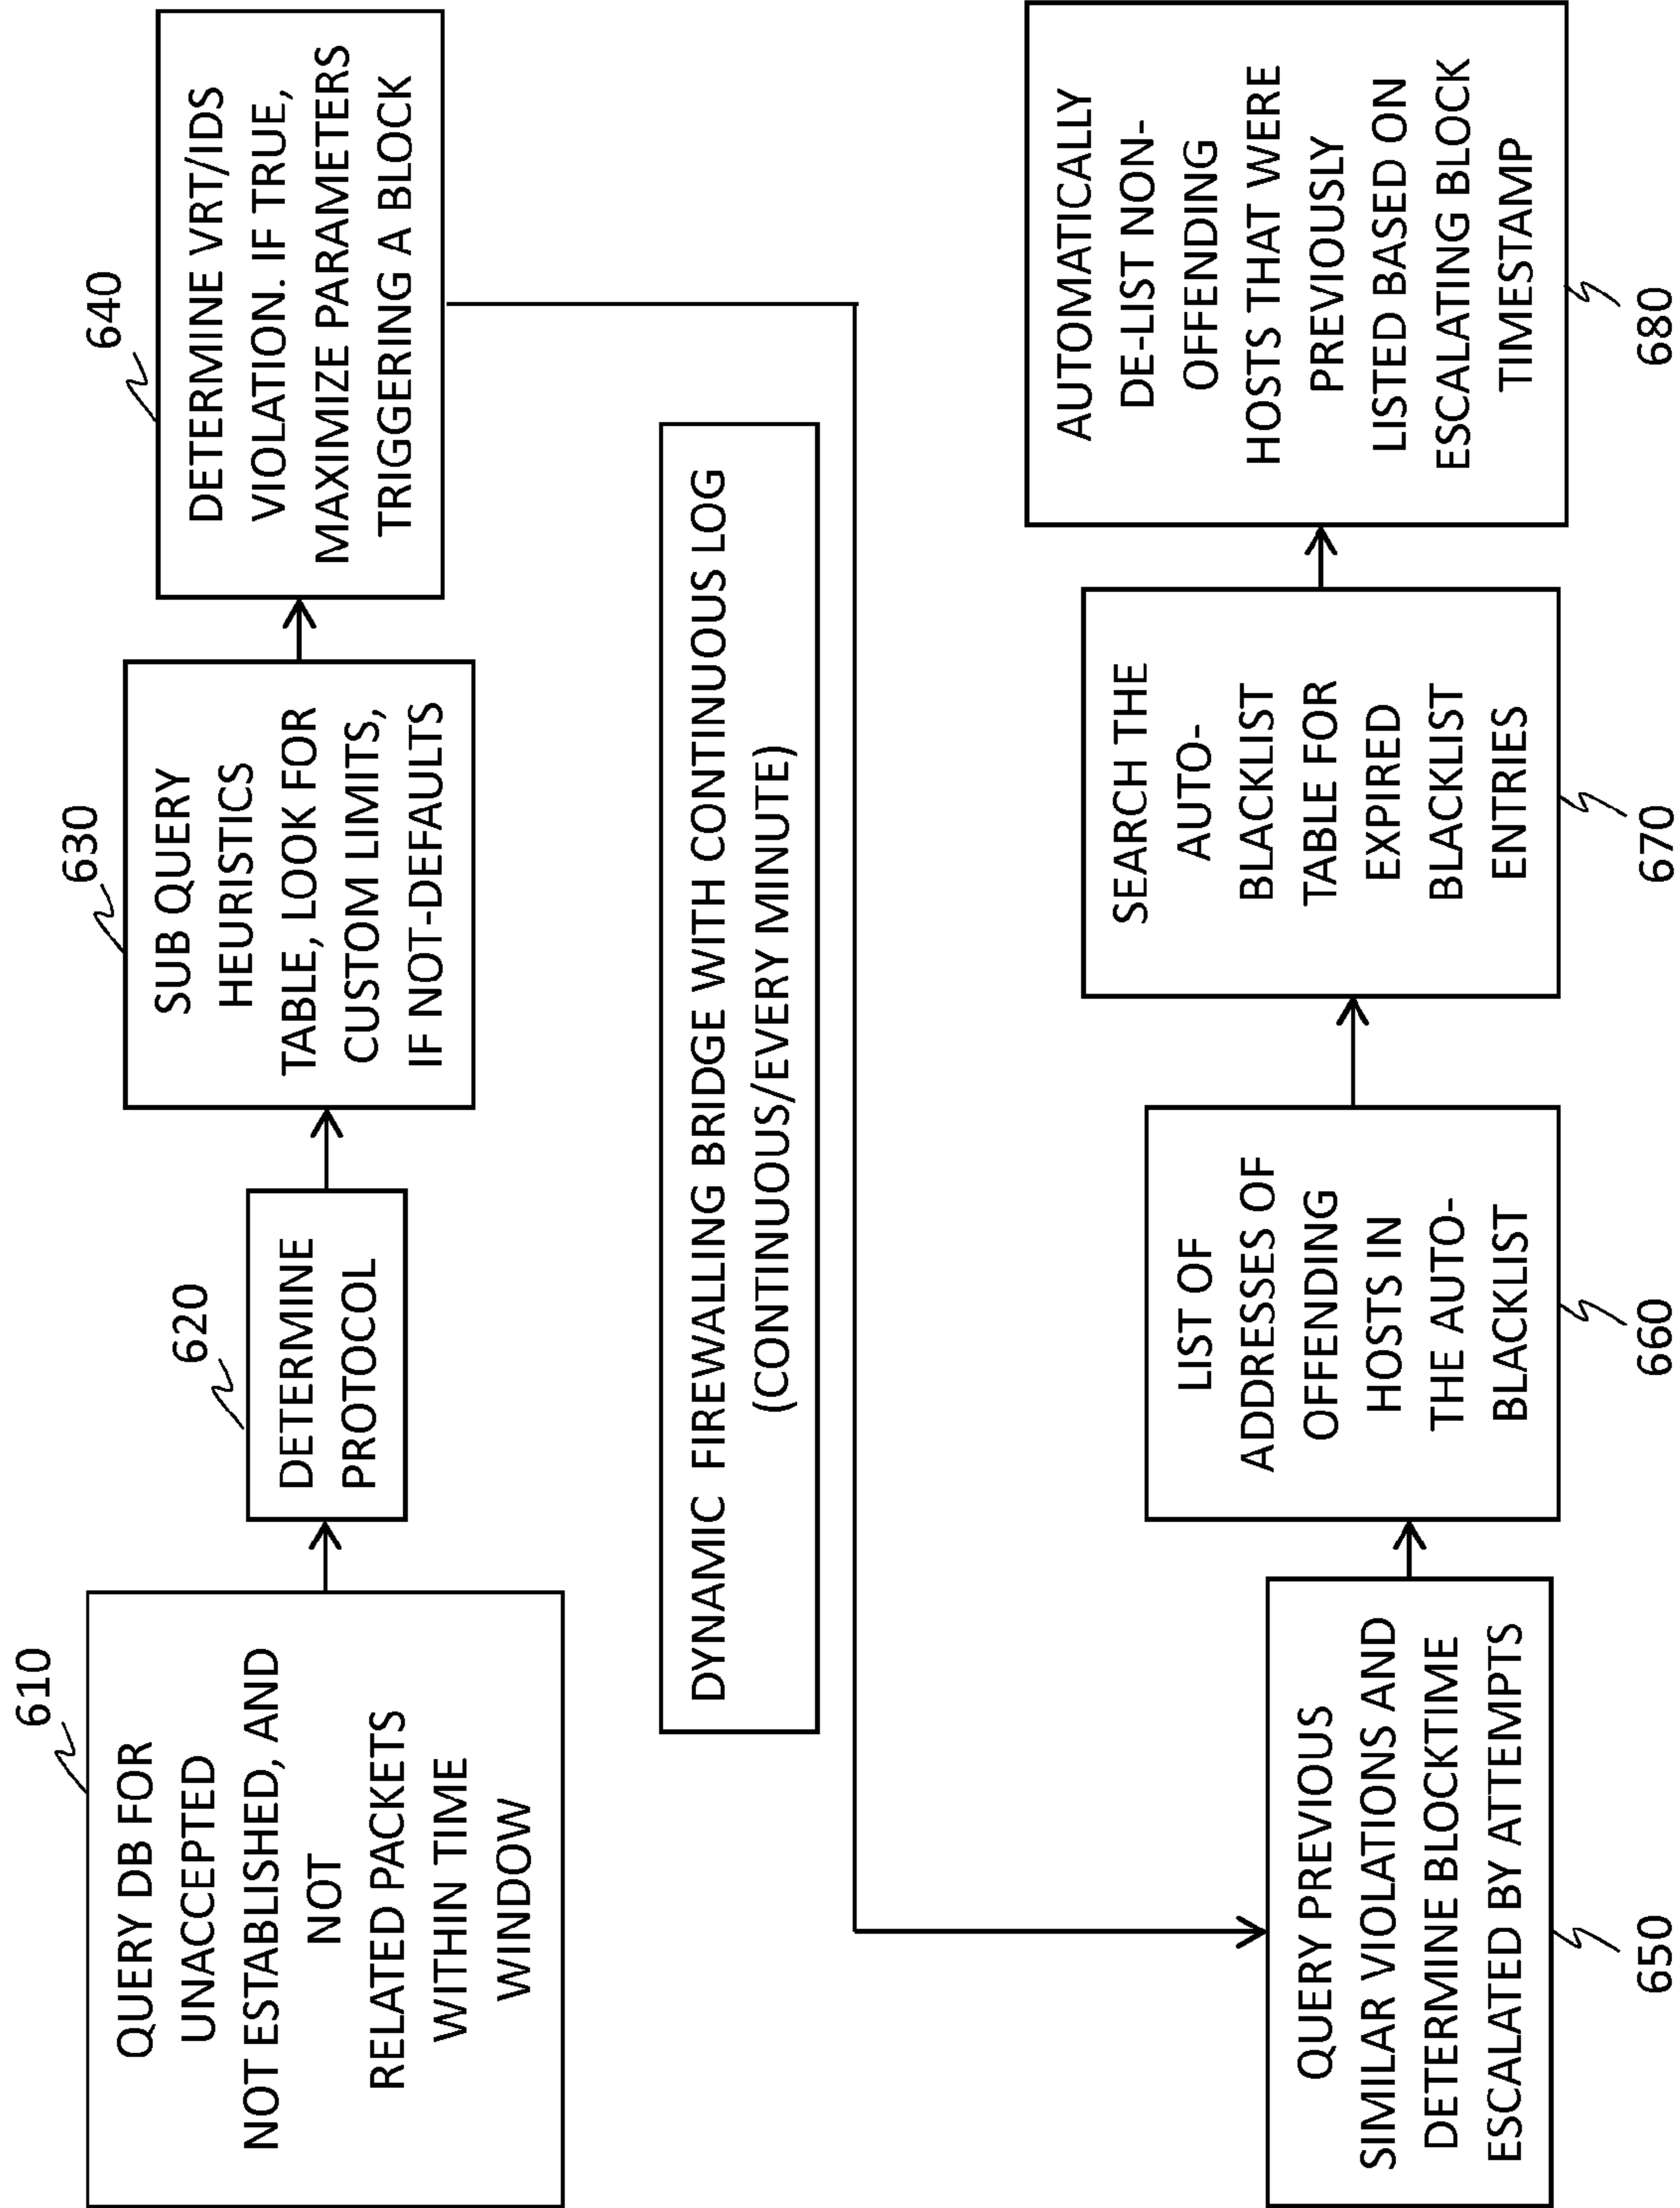 610
QUERY DB FOR
UNACCEPTED
NOT ESTABLISHED, AND
NOT
RELATED PACKETS
WITHIN TIME
WINDOW
620
DETERMINE
PROTOCOL
630
SUB QUERY
HEURISTICS
TABLE, LOOK FOR
CUSTOM LIMITS,
IF NOT-DEFAULTS
640
DETERMINE VRT/IDS
VIOLATION. IF TRUE,
MAXIMIZE PARAMETERS
TRIGGERING A BLOCK
DYNAMIC FIREWALLING BRIDGE WITH CONTINUOUS LOG
(CONTINUOUS/EVERY MINUTE)
QUERY PREVIOUS
SIMILAR VIOLATIONS AND
DETERMINE BLOCKTIME
ESCALATED BY ATTEMPTS
650
LIST OF
ADDRESSES OF
OFFENDING
HOSTS IN
THE AUTO-
BLACKLIST
660
SEARCH THE
AUTO-
BLACKLIST
TABLE FOR
EXPIRED
BLACKLIST
ENTRIES
670
AUTOMATICALLY
DE-LIST NON-
OFFENDING
HOSTS THAT WERE
PREVIOUSLY
LISTED BASED ON
ESCALATING BLOCK
TIMESTAMP
680